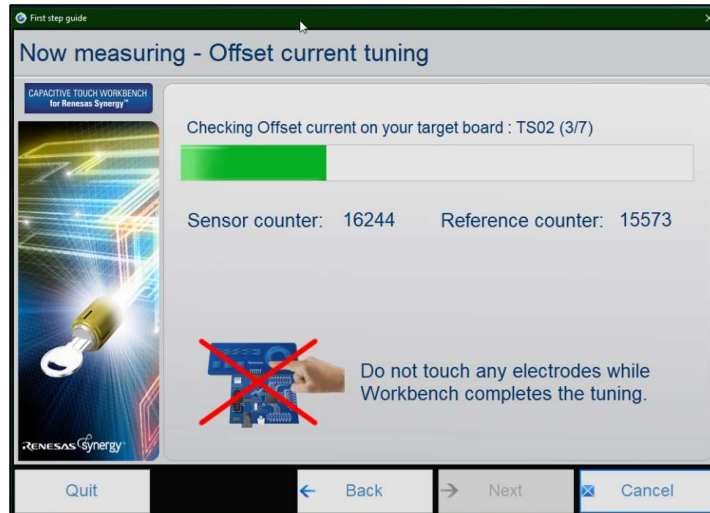 First step guide
Now measuring - Offset current tuning
CAPACITIVE TOUCH WORKBENCH
for Renesas Synergy™
Checking Offset current on your target board : TS02 (3/7)
Sensor counter: 16244 Reference counter: 15573
Do not touch any electrodes while
Workbench completes the tuning.
RENESAS Synergy
Quit
Back
Next
Cancel